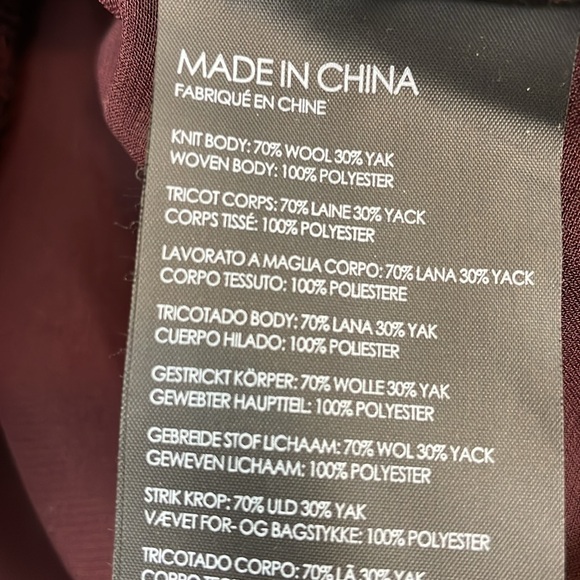 MADE IN CHINA
FABRIQUÉ EN CHINE
KNIT BODY: 70% WOOL 30% YAK
WOVEN BODY: 100% POLYESTER
TRICOT CORPS: 70% LAINE 30% YACK
CORPS TISSÉ: 100% POLYESTER
LAVORATO A MAGLIA CORPO: 70% LANA 30% YACK
CORPO TESSUTO: 100% POLIESTERE
TRICOTADO BODY: 70% LANA 30% YAK
CUERPO HILADO: 100% POLIESTER
GESTRICKT KÖRPER: 70% WOLLE 30% YAK
GEWEBTER HAUPTTEIL: 100% POLYESTER
GEBREIDE STOF LICHAAM: 70% WOL 30% YACK
GEWEVEN LICHAAM: 100% POLYESTER
STRIK KROP: 70% ULD 30% YAK
VÆVET FOR- OG BAGSTYKKE: 100% POLYESTER
TRICOTADO CORPO: 70% LÃ 30% YAK
CORPO